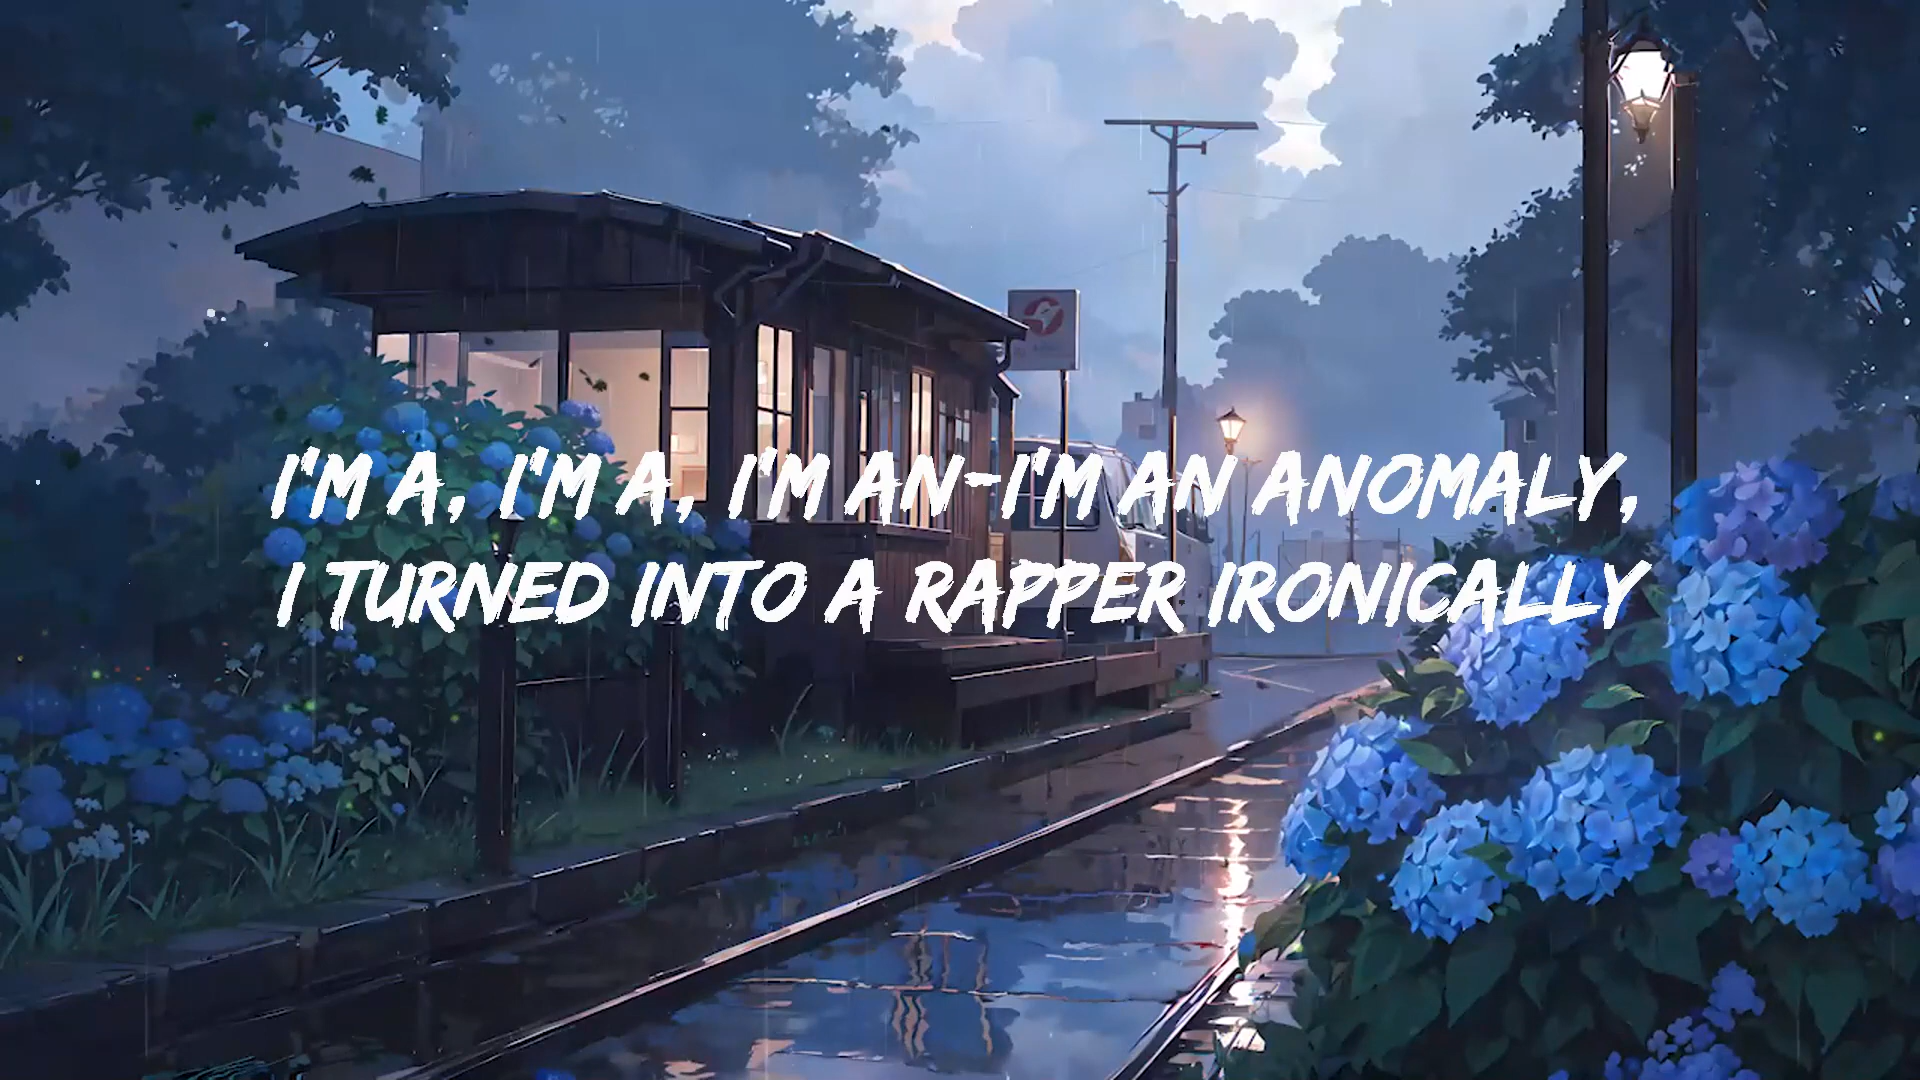 I'M A, I'M A, I'M AN-I'M AN ANOMALY,
I TURNED INTO A RAPPER IRONICALLY